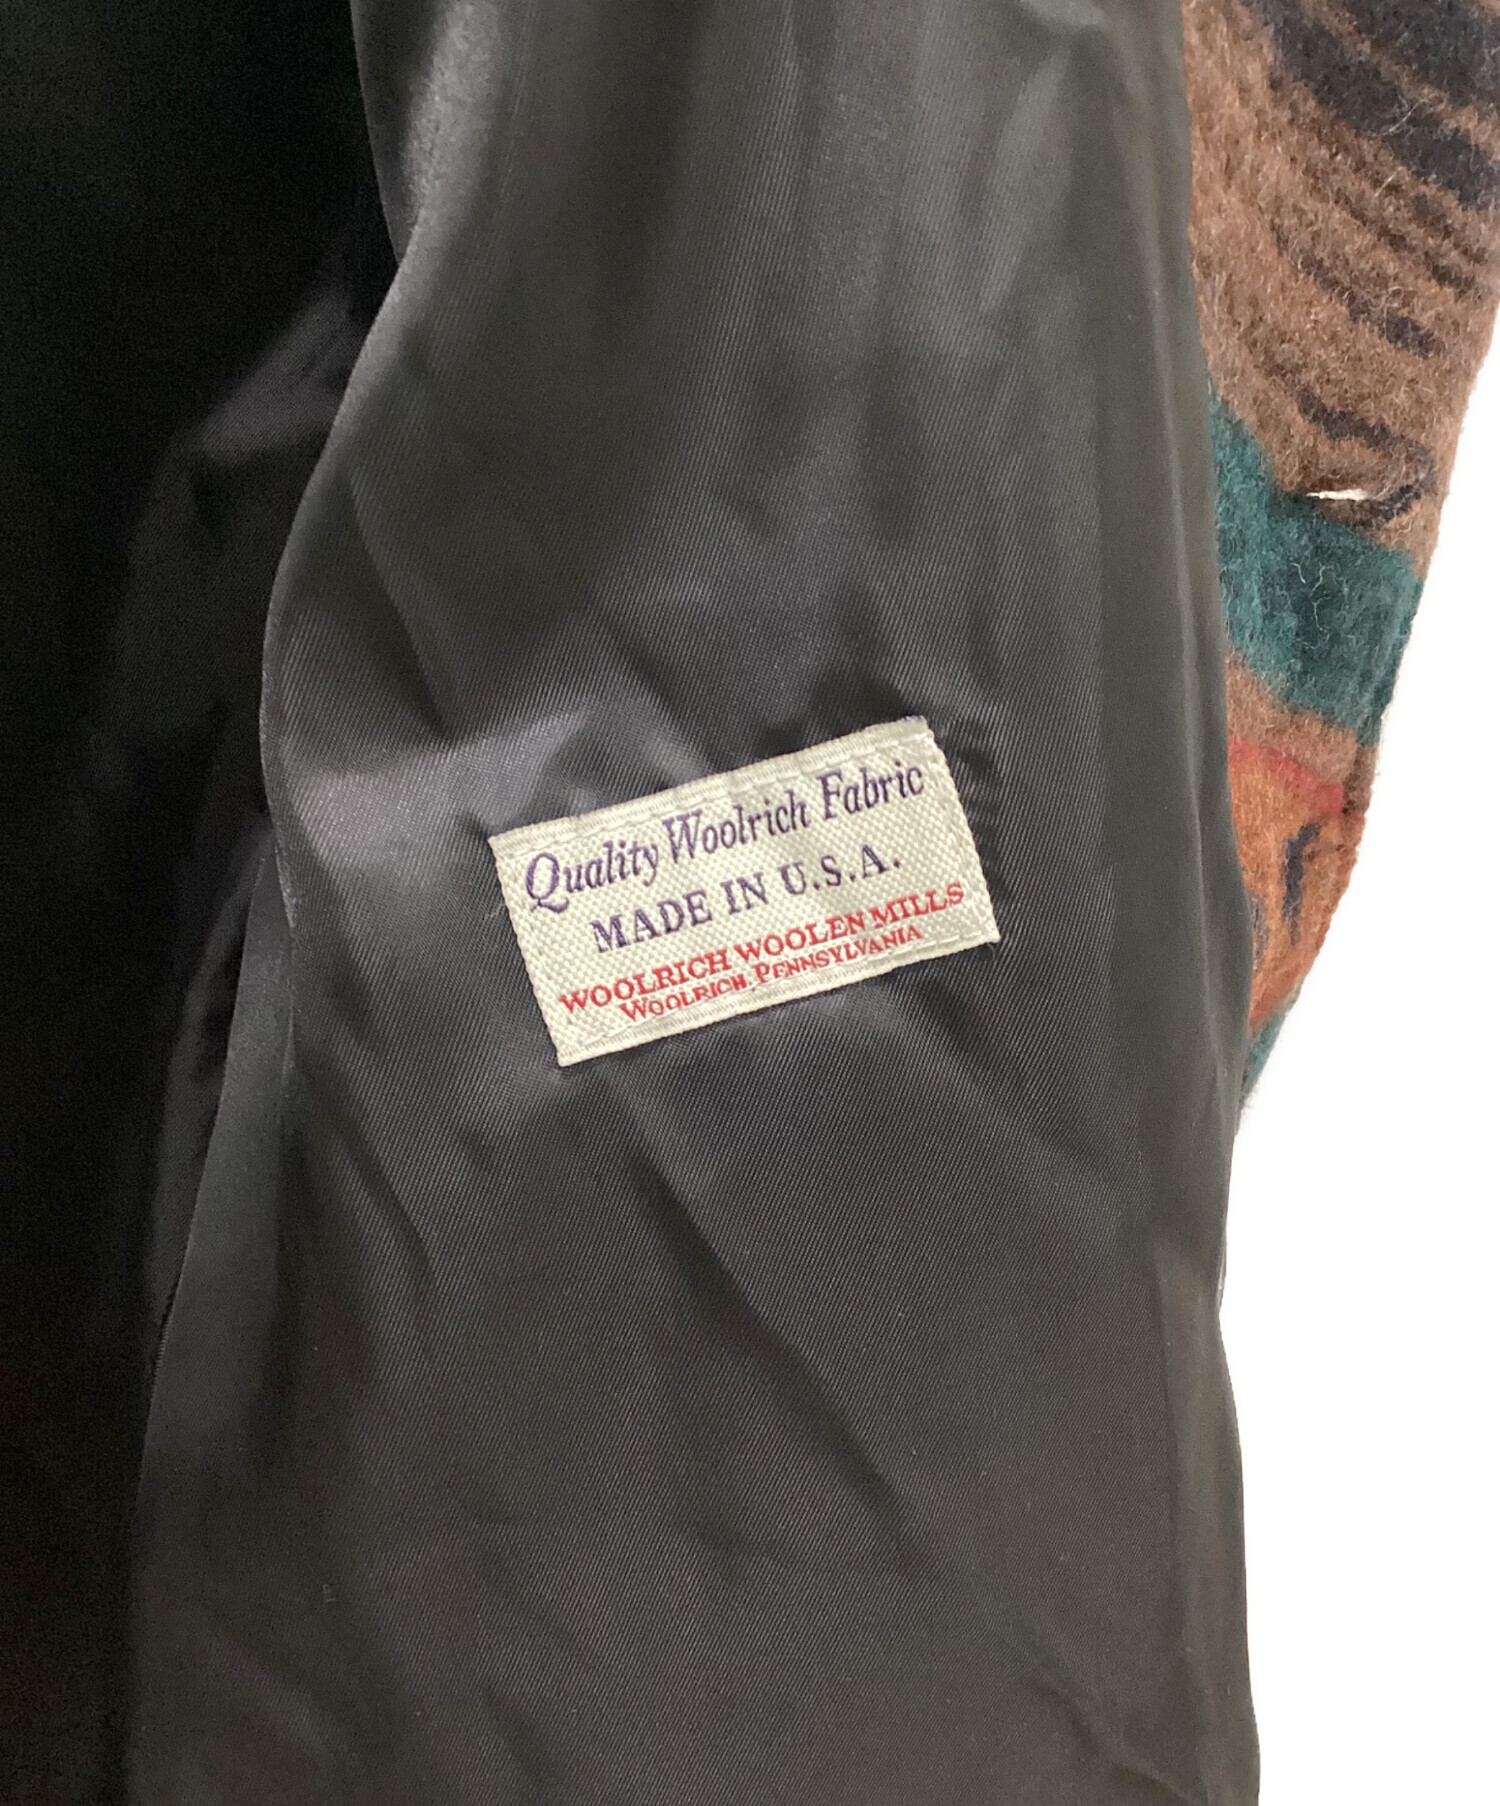 Quality Woolrich Fabric
MADE IN U.S.A.
WOOLRICH WOOLEN MILLS
WOOLRICH, PENNSYLVANIA